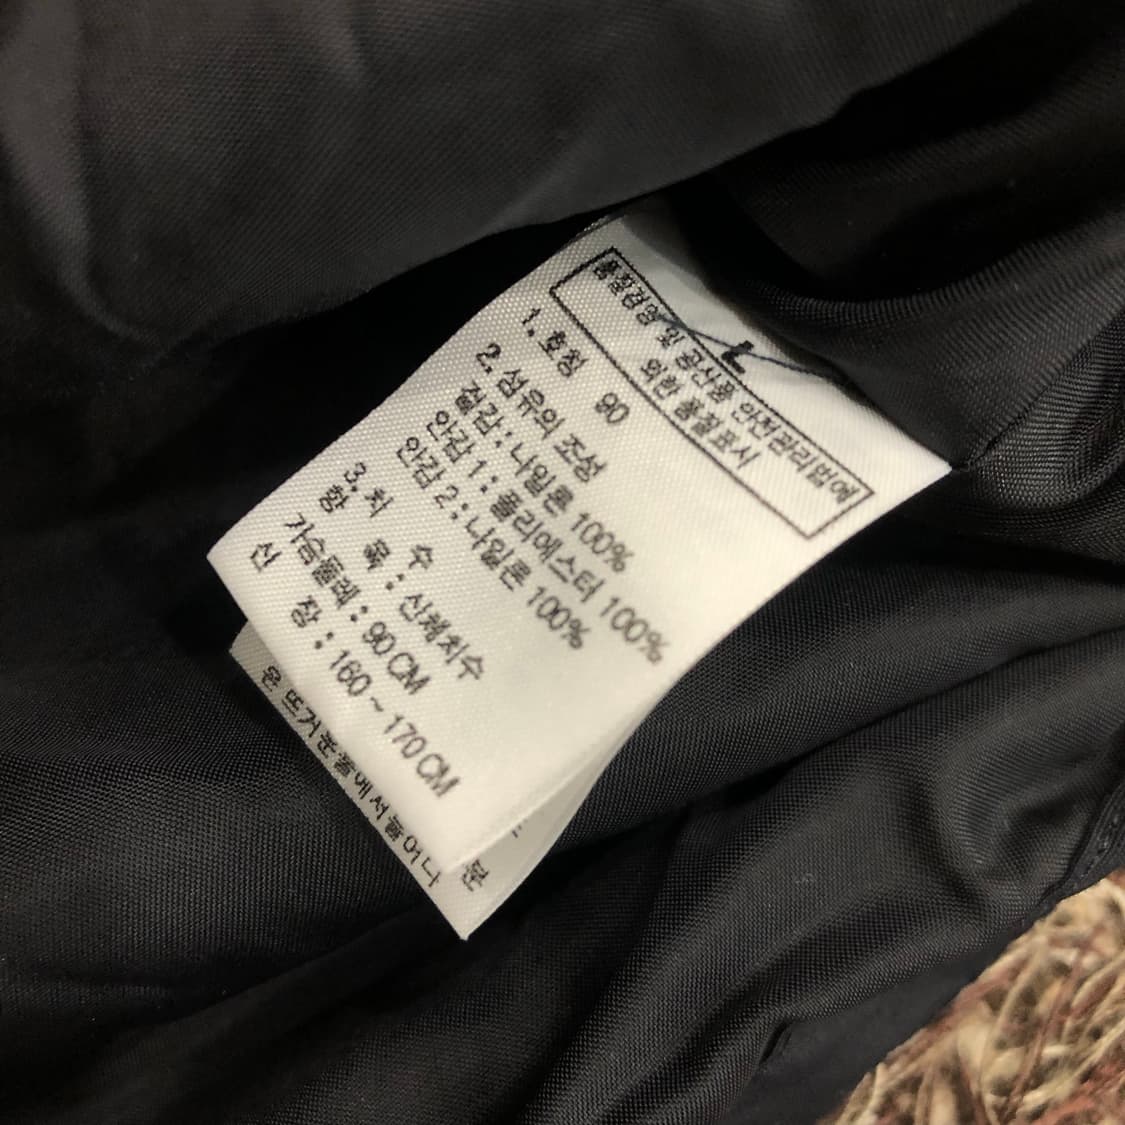 품질경영 및 공산품 안전관리법에
의한 품질표시
1. 호칭 90
2. 섬유의 조성
겉감 : 나일론 100%
안감 1 : 폴리에스터 100%
안감 2 : 나일론 100%
3. 치 수
항 목 : 신체치수
가슴둘레 : 90 CM
신 장 : 160 ~ 170 CM